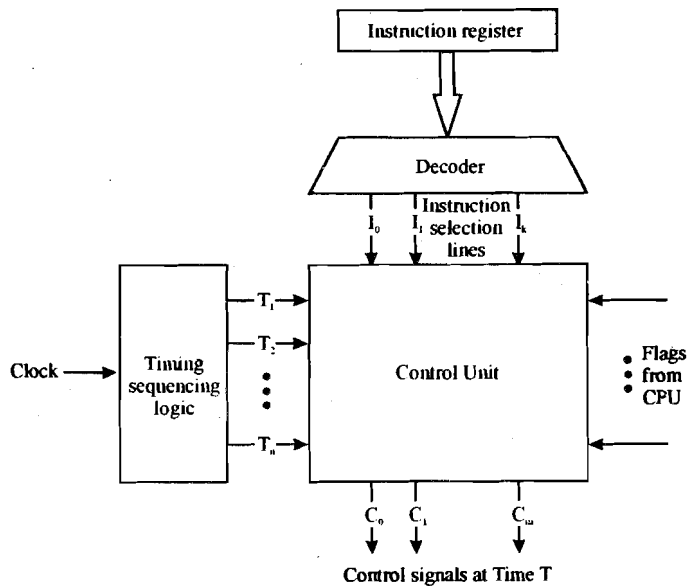 Instruction register
Decoder
I₀ I₁ Iₖ
Instruction
selection
lines
T₁
T₂
Tₙ
Clock
Timing
sequencing
logic
Control Unit
Flags
from
CPU
C₀ C₁ Cₘ
Control signals at Time T